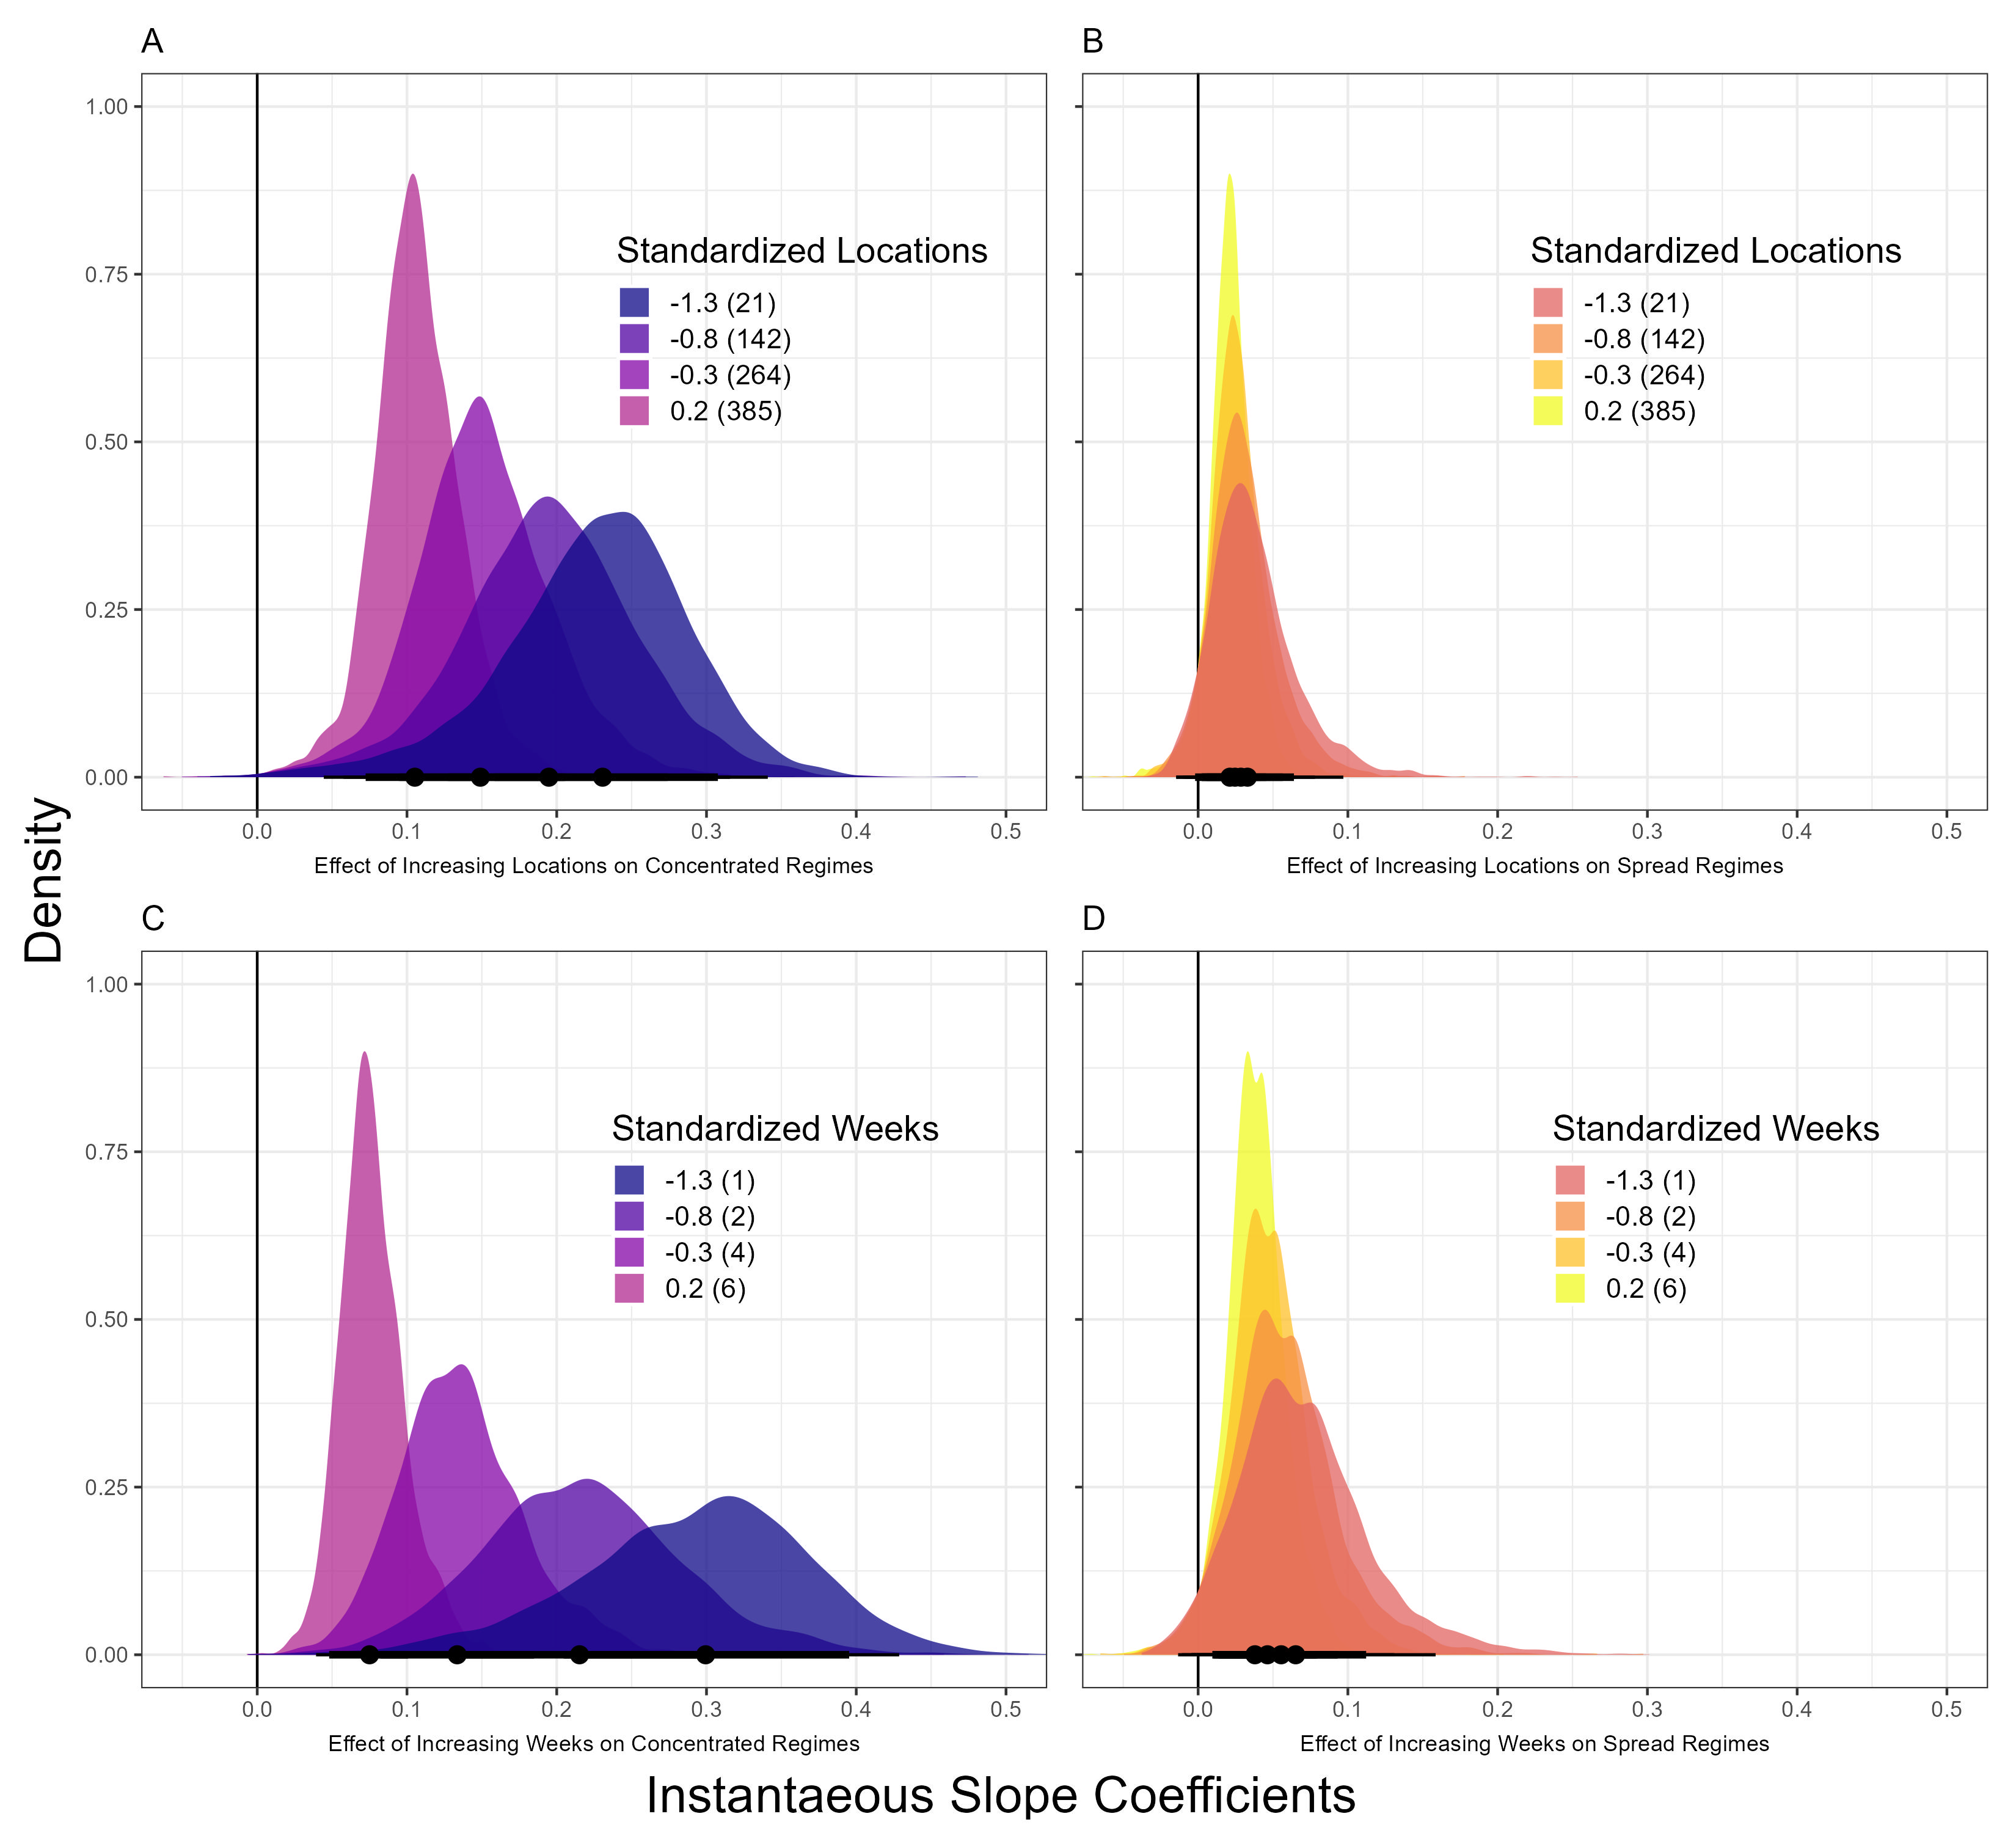 A
1.00
0.75
0.50
0.25
0.00
Standardized Locations
-1.3 (21)
-0.8 (142)
-0.3 (264)
0.2 (385)
0.0 0.1 0.2 0.3 0.4 0.5
Effect of Increasing Locations on Concentrated Regimes
B
Standardized Locations
-1.3 (21)
-0.8 (142)
-0.3 (264)
0.2 (385)
0.0 0.1 0.2 0.3 0.4 0.5
Effect of Increasing Locations on Spread Regimes
Density
C
1.00
0.75
0.50
0.25
0.00
Standardized Weeks
-1.3 (1)
-0.8 (2)
-0.3 (4)
0.2 (6)
0.0 0.1 0.2 0.3 0.4 0.5
Effect of Increasing Weeks on Concentrated Regimes
D
Standardized Weeks
-1.3 (1)
-0.8 (2)
-0.3 (4)
0.2 (6)
0.0 0.1 0.2 0.3 0.4 0.5
Effect of Increasing Weeks on Spread Regimes
Instantaeous Slope Coefficients